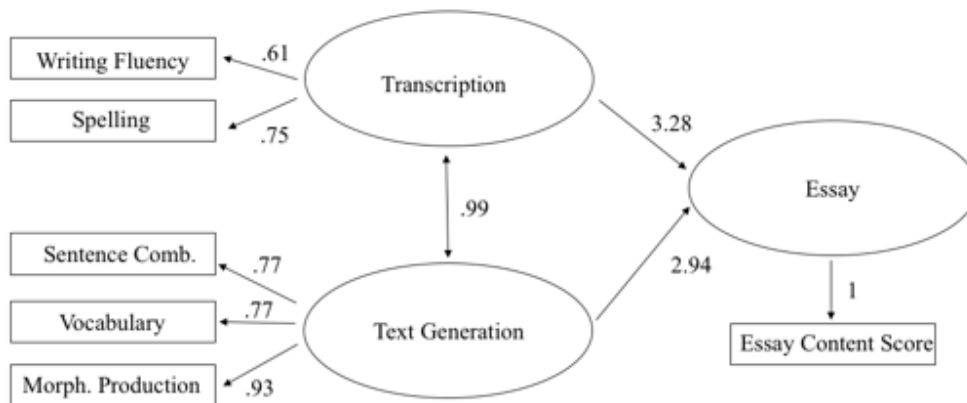 Writing Fluency
.61
Transcription
Spelling
.75
3.28
Essay
.99
Sentence Comb.
.77
2.94
1
Vocabulary
.77
Text Generation
Essay Content Score
Morph. Production
.93